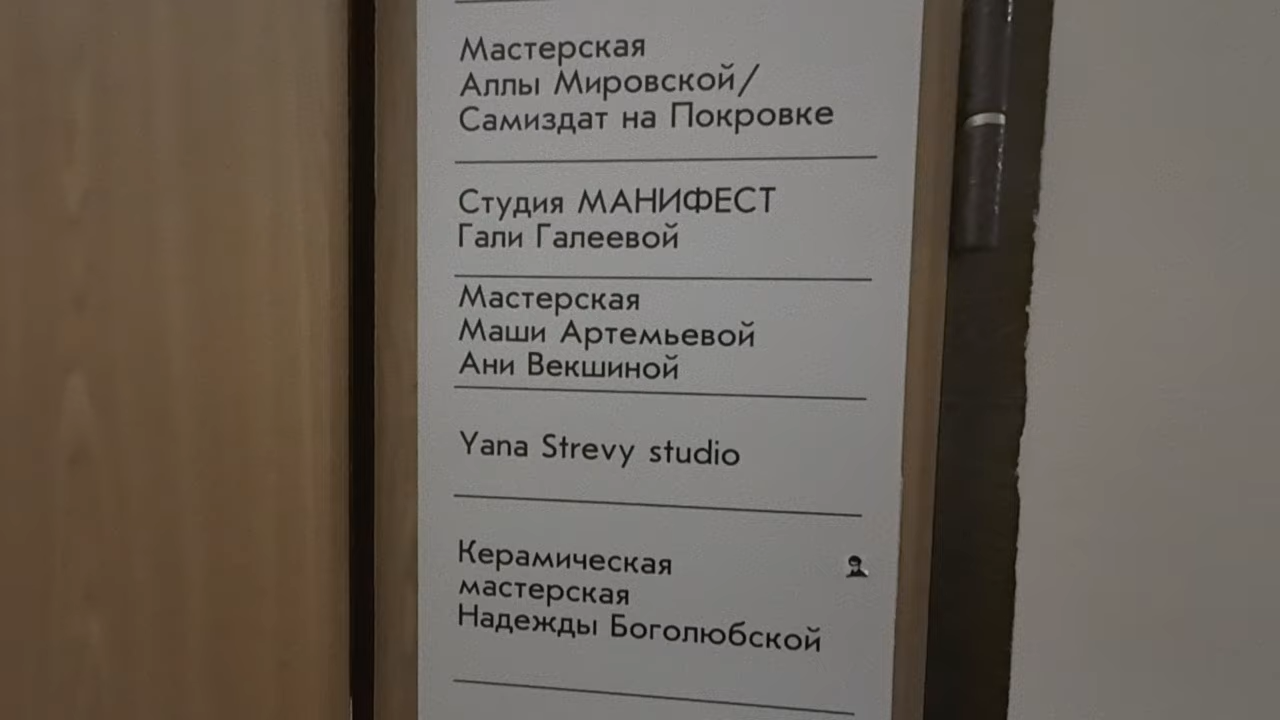 Мастерская
Аллы Мировской/
Самиздат на Покровке
Студия МАНИФЕСТ
Гали Галеевой
Мастерская
Маши Артемьевой
Ани Векшиной
Yana Strevy studio
Керамическая
мастерская
Надежды Боголюбской